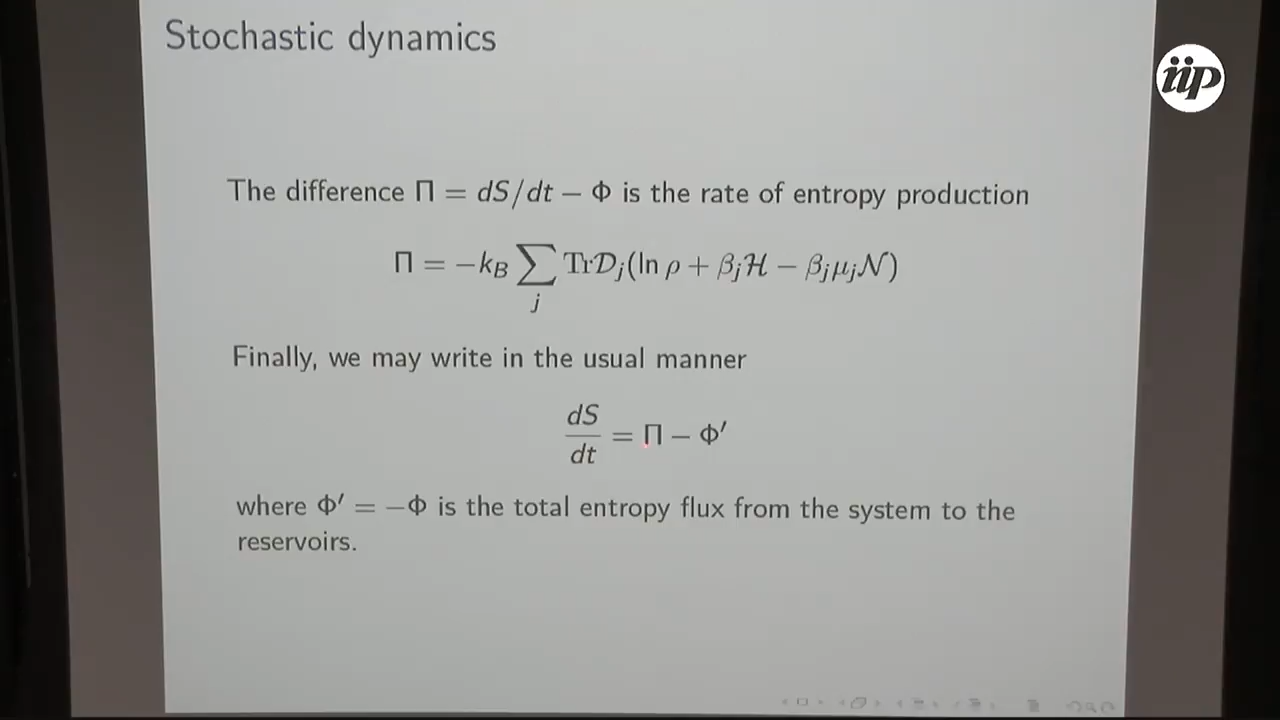 Stochastic dynamics
iip
The difference Π = dS/dt − Φ is the rate of entropy production
Π = −k_B ∑_j Tr𝒟_j(ln ρ + β_jℋ − β_jμ_j𝒩)
Finally, we may write in the usual manner
dS/dt = Π − Φ′
where Φ′ = −Φ is the total entropy flux from the system to the
reservoirs.